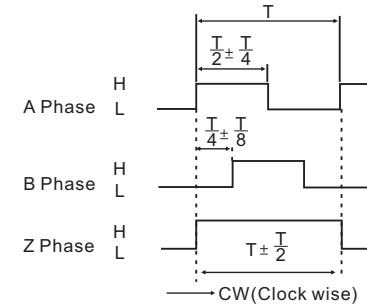 T
T/2 ± T/4
H
A Phase L
T/4 ± T/8
H
B Phase L
H
Z Phase L
T ± T/2
CW(Clock wise)